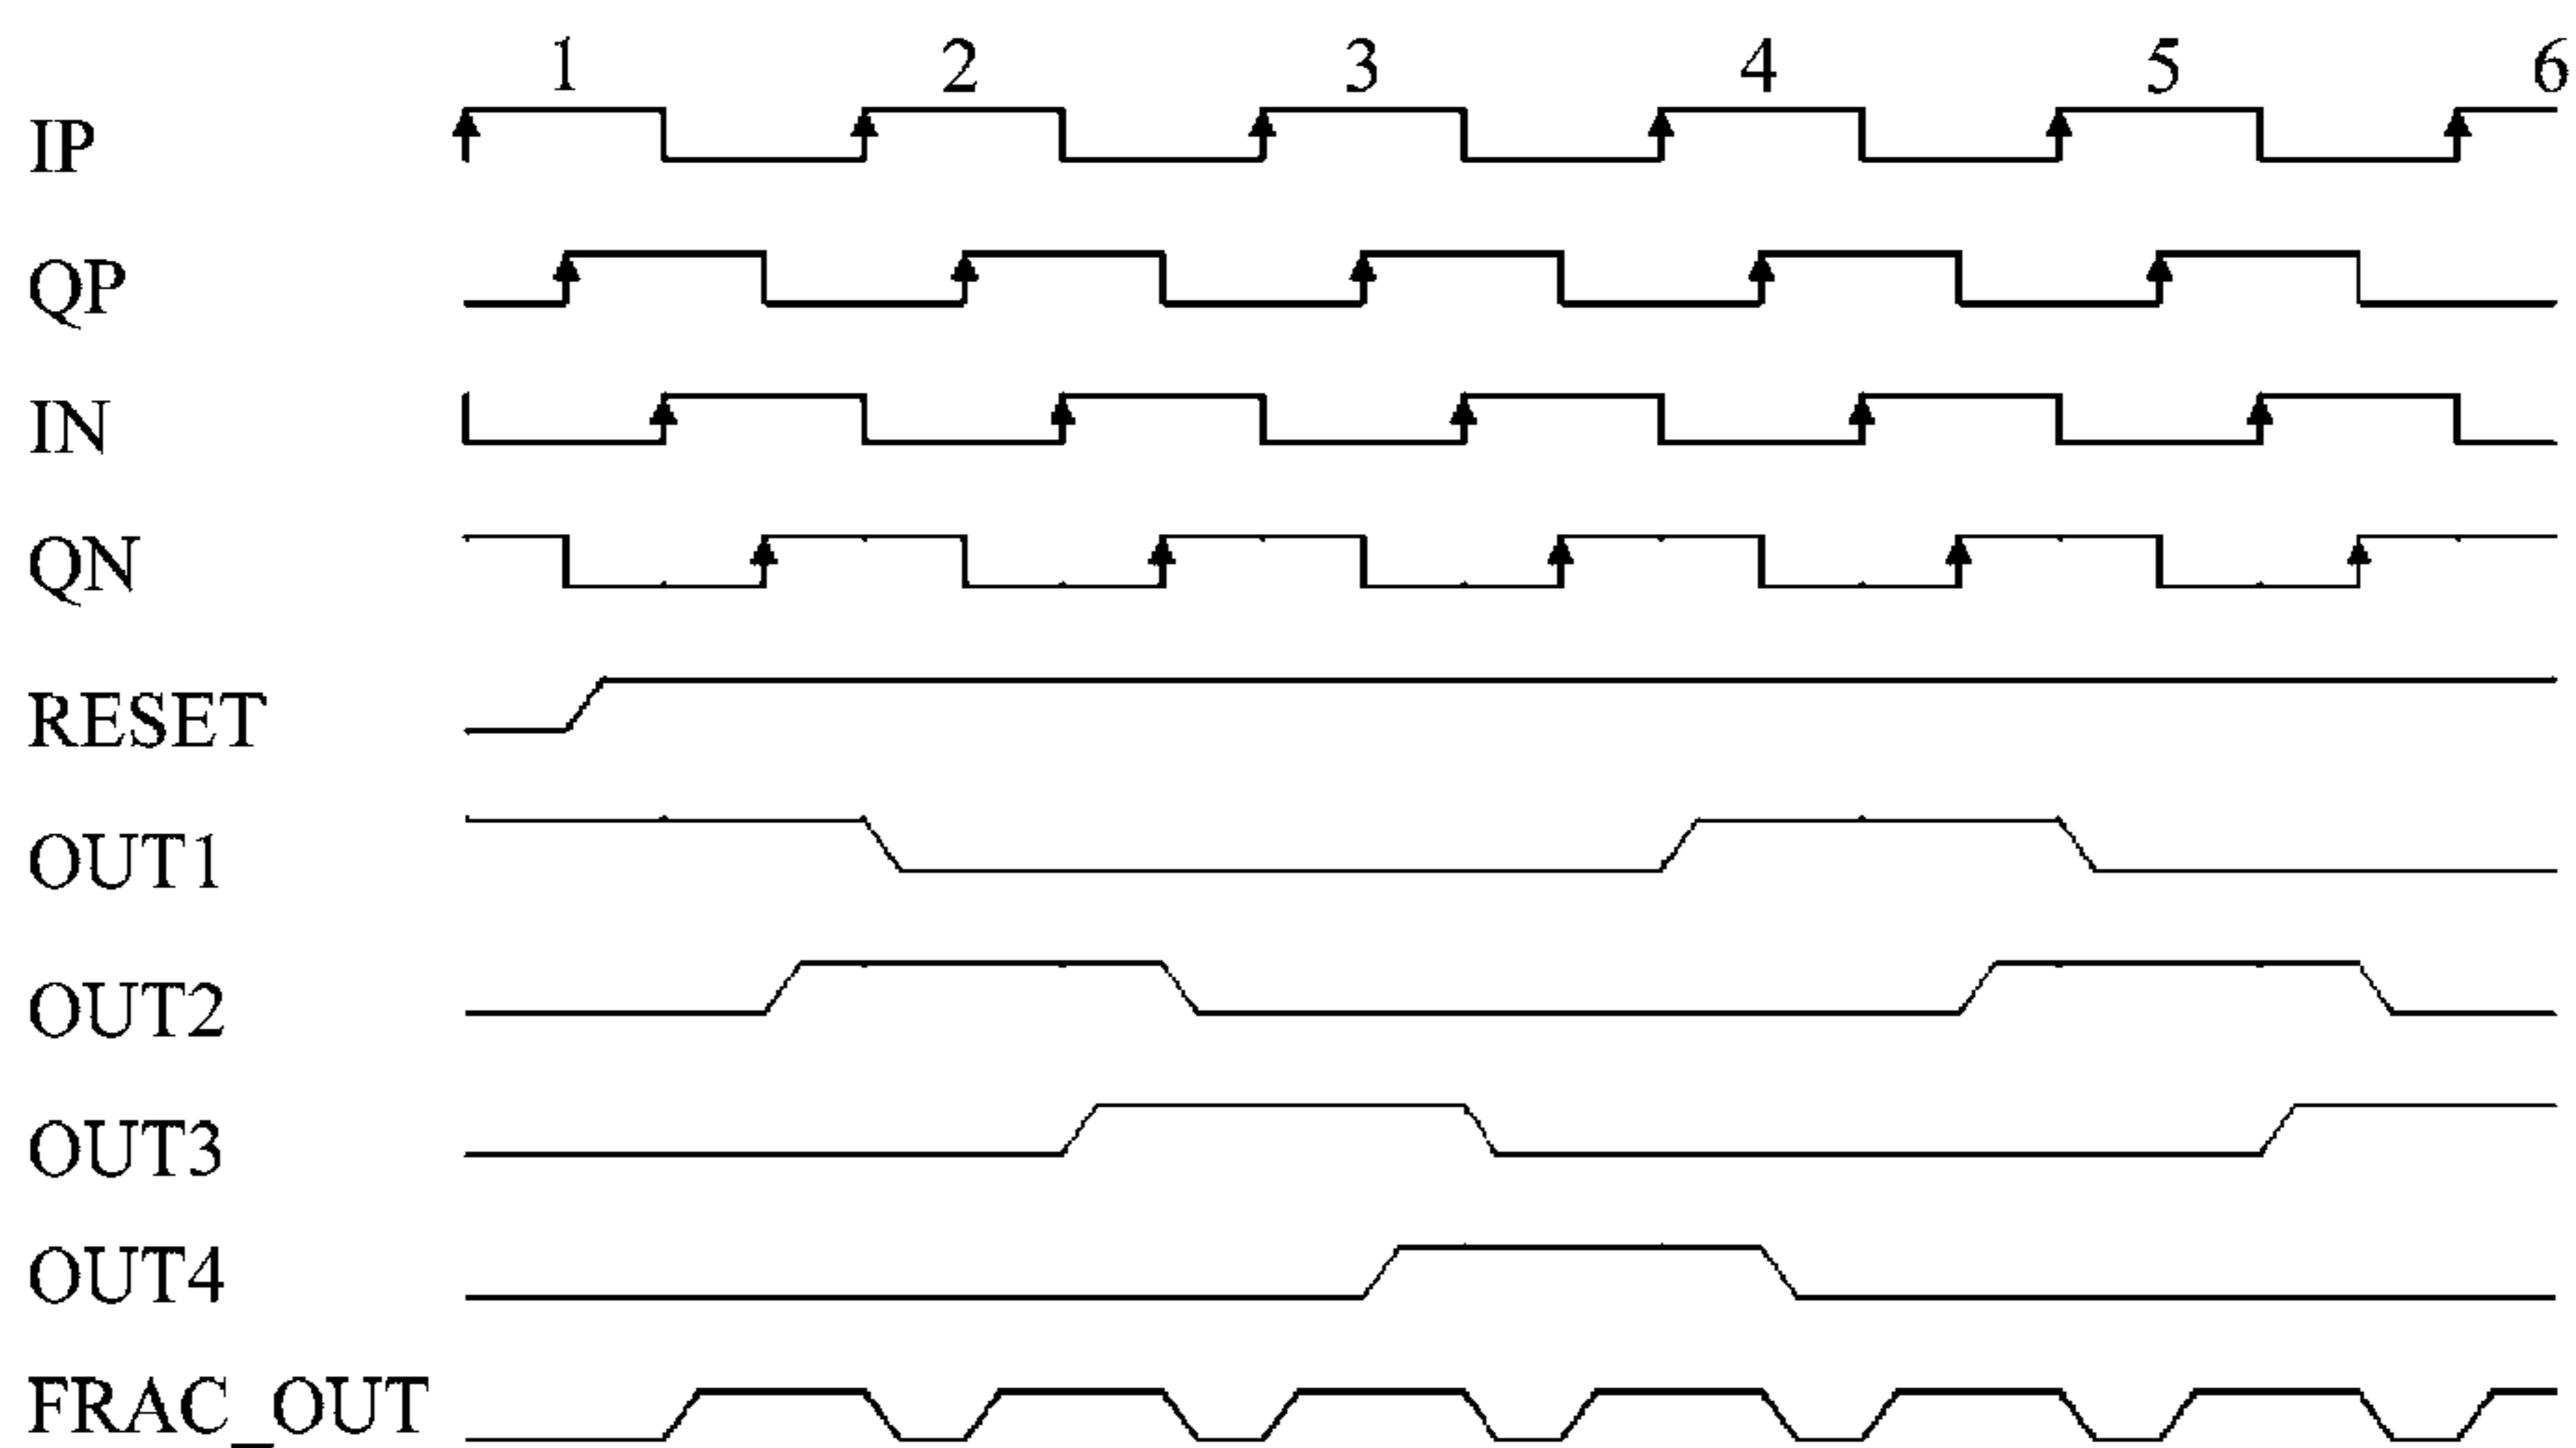 1 2 3 4 5 6
IP
QP
IN
QN
RESET
OUT1
OUT2
OUT3
OUT4
FRAC_OUT